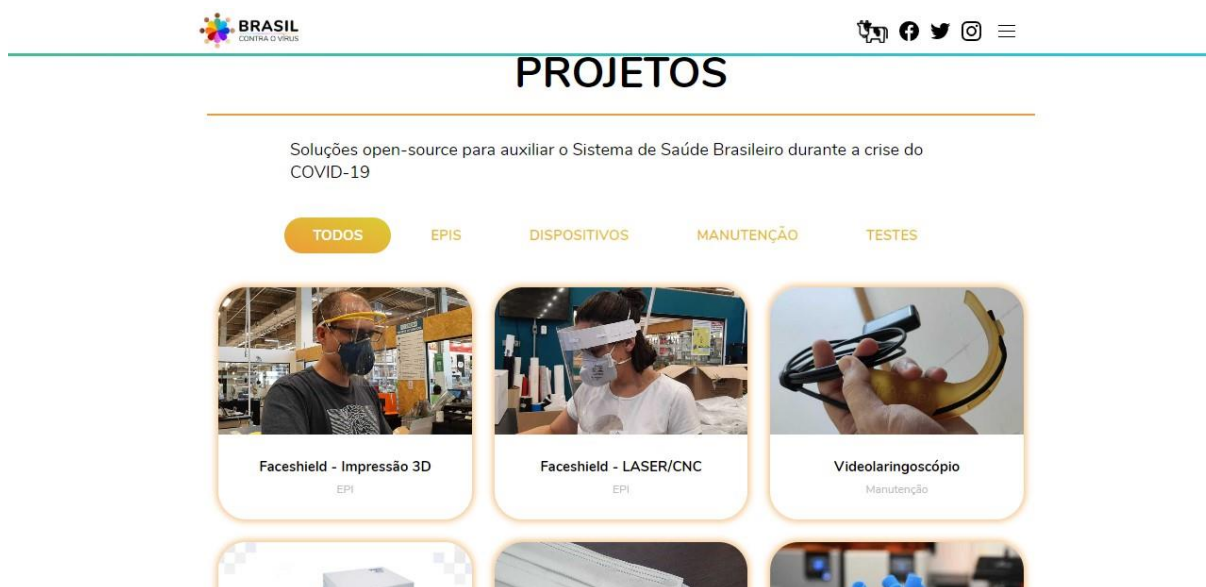 BRASIL
CONTRA O VÍRUS
PROJETOS
Soluções open-source para auxiliar o Sistema de Saúde Brasileiro durante a crise do
COVID-19
TODOS EPIS DISPOSITIVOS MANUTENÇÃO TESTES
Faceshield - Impressão 3D Faceshield - LASER/CNC Videolaringoscópio
EPI EPI Manutenção